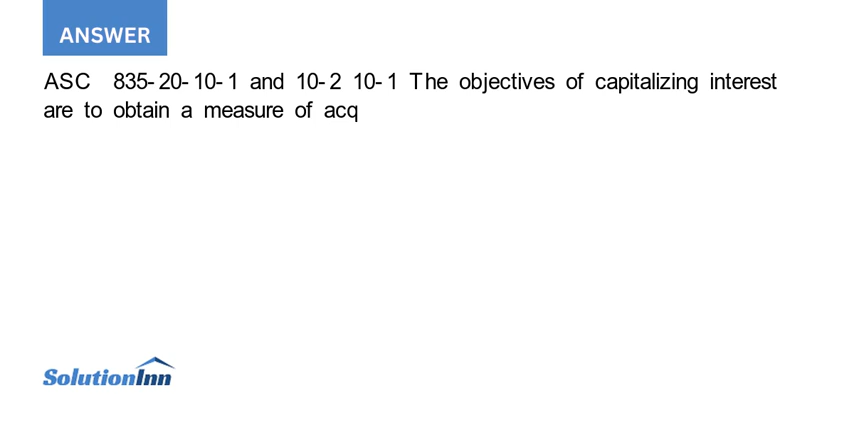 ANSWER
ASC 835- 20- 10- 1 and 10- 2 10- 1 The objectives of capitalizing interest
are to obtain a measure of acq
SolutionInn